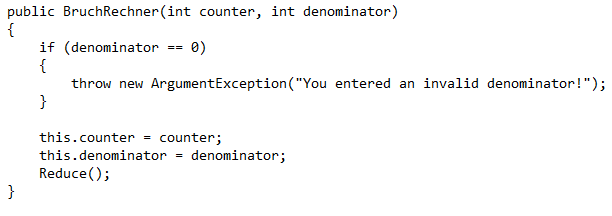 public BruchRechner(int counter, int denominator)
{
    if (denominator == 0)
    {
        throw new ArgumentException("You entered an invalid denominator!");
    }

    this.counter = counter;
    this.denominator = denominator;
    Reduce();
}